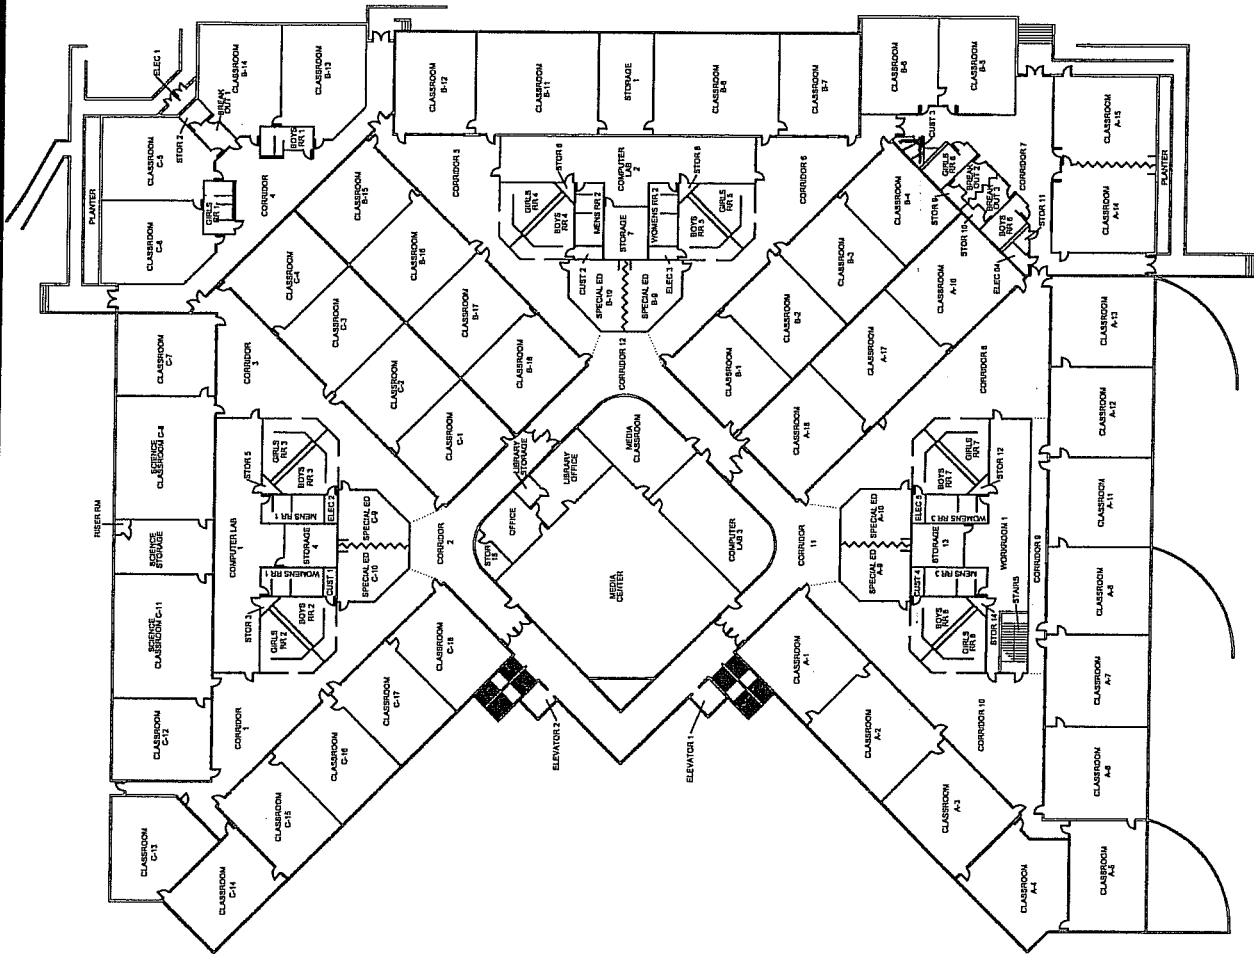 ELEC 1
CLASSROOM
B-14
CLASSROOM
B-13
BREAK
OUT 1
STOR 2
BOYS
RR 1
CLASSROOM
C-5
PLANTER
CLASSROOM
C-6
GIRLS
RR 1
CORRIDOR
4
CLASSROOM
B-12
CLASSROOM
B-11
STORAGE
1
CLASSROOM
B-8
CLASSROOM
B-7
CLASSROOM
B-6
CLASSROOM
B-5
CUST 3
CLASSROOM
A-15
PLANTER
CLASSROOM
A-14
CORRIDOR 7
GIRLS
RR 6
BREAK
OUT 2
BREAK
OUT 3
BOYS
RR 6
STOR 9
STOR 10
STOR 11
ELEC 04
CORRIDOR 5
STOR 6
COMPUTER
LAB
2
STOR 8
CORRIDOR 6
GIRLS
RR 4
BOYS
RR 4
MENS RR 2
STORAGE
7
WOMENS RR 2
BOYS
RR 5
GIRLS
RR 5
CUST 2
SPECIAL ED
B-10
SPECIAL ED
B-9
ELEC 3
CORRIDOR 12
CLASSROOM
B-15
CLASSROOM
B-16
CLASSROOM
B-17
CLASSROOM
B-18
CLASSROOM
C-4
CLASSROOM
C-3
CLASSROOM
C-2
CLASSROOM
C-1
CLASSROOM
B-4
CLASSROOM
B-3
CLASSROOM
B-2
CLASSROOM
B-1
CLASSROOM
A-16
CLASSROOM
A-17
CLASSROOM
A-18
CLASSROOM
C-7
CORRIDOR
3
SCIENCE
CLASSROOM C-8
RISER RM
SCIENCE
STORAGE
SCIENCE
CLASSROOM C-11
CLASSROOM
C-12
CORRIDOR
1
CLASSROOM
C-13
CLASSROOM
C-14
CLASSROOM
C-15
CLASSROOM
C-16
CLASSROOM
C-17
CLASSROOM
C-18
STOR 5
GIRLS
RR 3
BOYS
RR 3
COMPUTER LAB
1
MENS RR 1
ELEC 2
STORAGE
4
WOMENS RR 1
CUST 1
STOR 3
GIRLS
RR 2
BOYS
RR 2
SPECIAL ED
C-9
SPECIAL ED
C-10
CORRIDOR
2
LIBRARY
STORAGE
LIBRARY
OFFICE
OFFICE
STOR
15
MEDIA
CLASSROOM
MEDIA
CENTER
COMPUTER
LAB 3
CORRIDOR
11
ELEVATOR 2
ELEVATOR 1
SPECIAL ED
A-10
SPECIAL ED
A-9
ELEC 5
STORAGE
13
CUST 4
WOMENS RR 3
MENS RR 3
BOYS
RR 7
GIRLS
RR 7
STOR 12
BOYS
RR 8
GIRLS
RR 8
STOR 14
WORKROOM 1
STAIRS
CORRIDOR 8
CORRIDOR 9
CORRIDOR 10
CLASSROOM
A-13
CLASSROOM
A-12
CLASSROOM
A-11
CLASSROOM
A-8
CLASSROOM
A-7
CLASSROOM
A-6
CLASSROOM
A-5
CLASSROOM
A-4
CLASSROOM
A-3
CLASSROOM
A-2
CLASSROOM
A-1